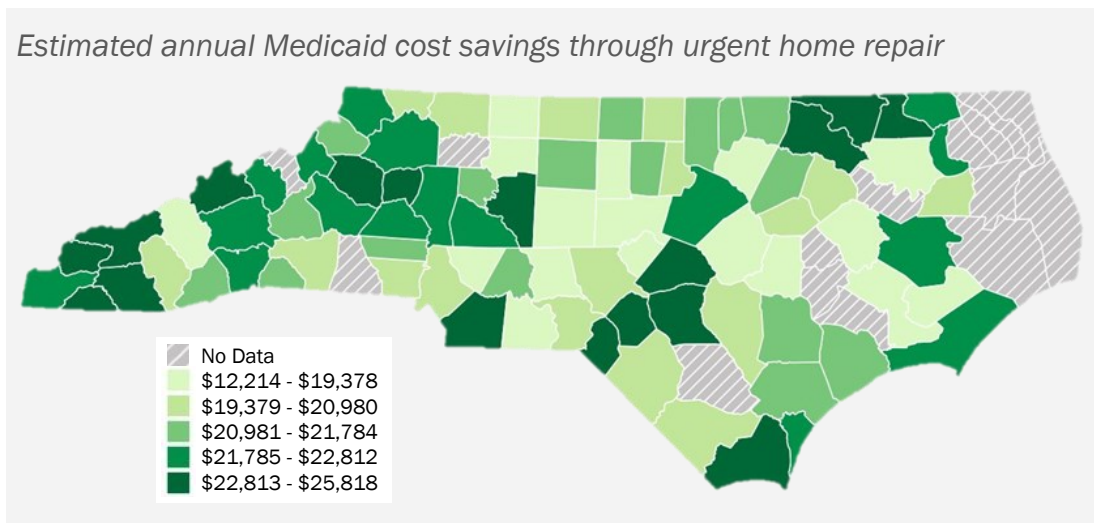 Estimated annual Medicaid cost savings through urgent home repair
No Data
$12,214 - $19,378
$19,379 - $20,980
$20,981 - $21,784
$21,785 - $22,812
$22,813 - $25,818